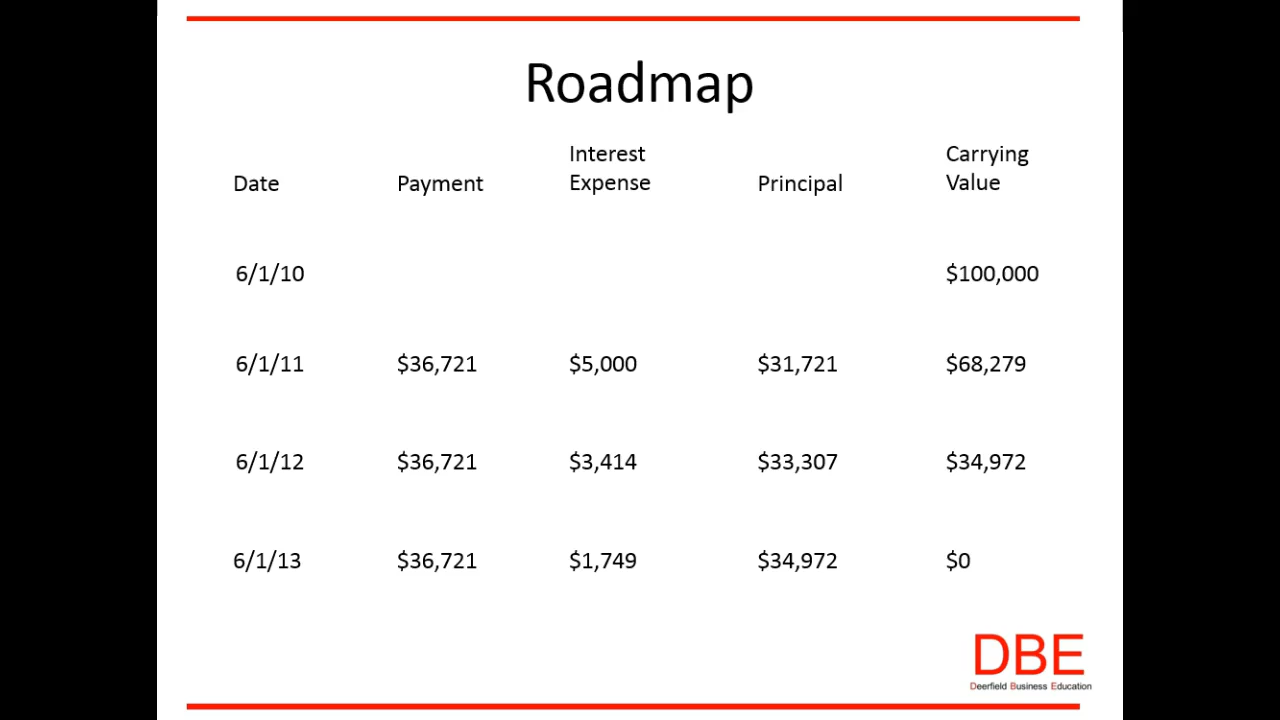 Roadmap
Date Payment Interest Expense Principal Carrying Value
6/1/10 $100,000
6/1/11 $36,721 $5,000 $31,721 $68,279
6/1/12 $36,721 $3,414 $33,307 $34,972
6/1/13 $36,721 $1,749 $34,972 $0
DBE
Deerfield Business Education